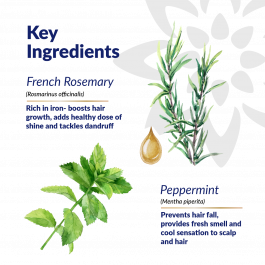 Key
Ingredients
French Rosemary
(Rosmarinus officinalis)
Rich in iron- boosts hair
growth, adds healthy dose of
shine and tackles dandruff
Peppermint
(Mentha piperita)
Prevents hair fall,
provides fresh smell and
cool sensation to scalp
and hair